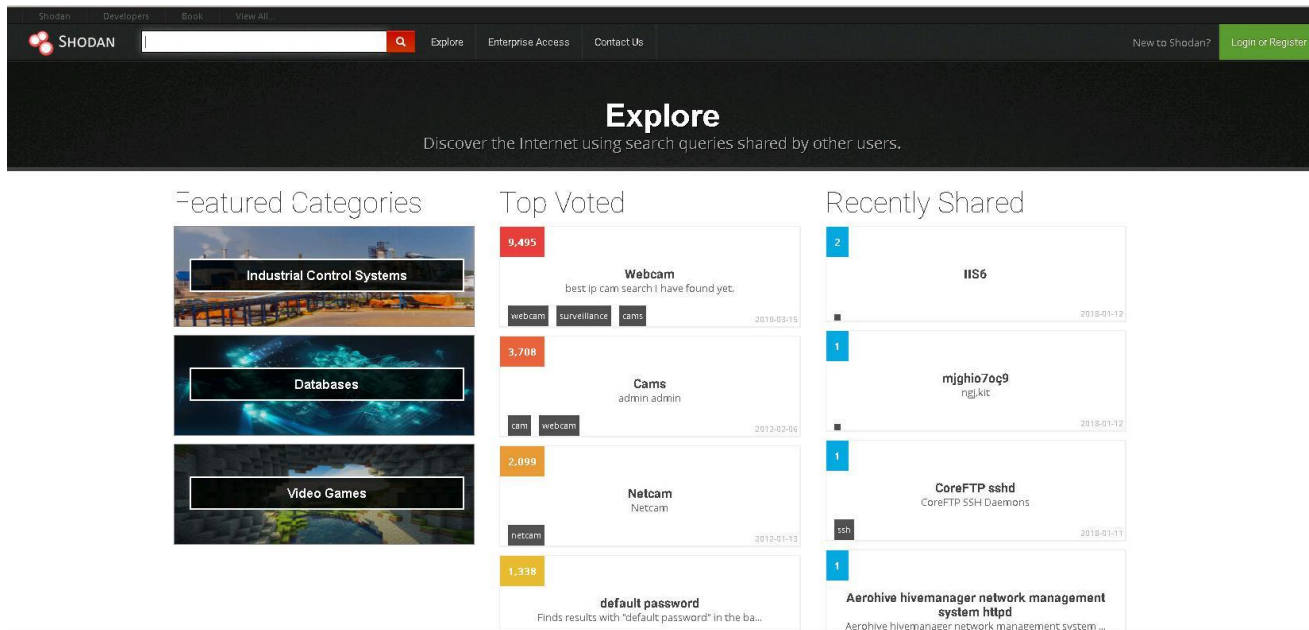 Shodan Developers Book View All...
SHODAN Explore Enterprise Access Contact Us New to Shodan? Login or Register
Explore
Discover the Internet using search queries shared by other users.
Featured Categories
Industrial Control Systems
Databases
Video Games
Top Voted
9,495
Webcam
best ip cam search I have found yet.
webcam surveillance cams 2010-03-15
3,708
Cams
admin admin
cam webcam 2012-02-06
2,099
Netcam
Netcam
netcam 2012-01-13
1,338
default password
Finds results with "default password" in the ba...
Recently Shared
2
IIS6
2018-01-12
1
mjghio7oç9
ngj,kit
2018-01-12
1
CoreFTP sshd
CoreFTP SSH Daemons
ssh 2018-01-11
1
Aerohive hivemanager network management
system httpd
Aerohive hivemanager network management system ...